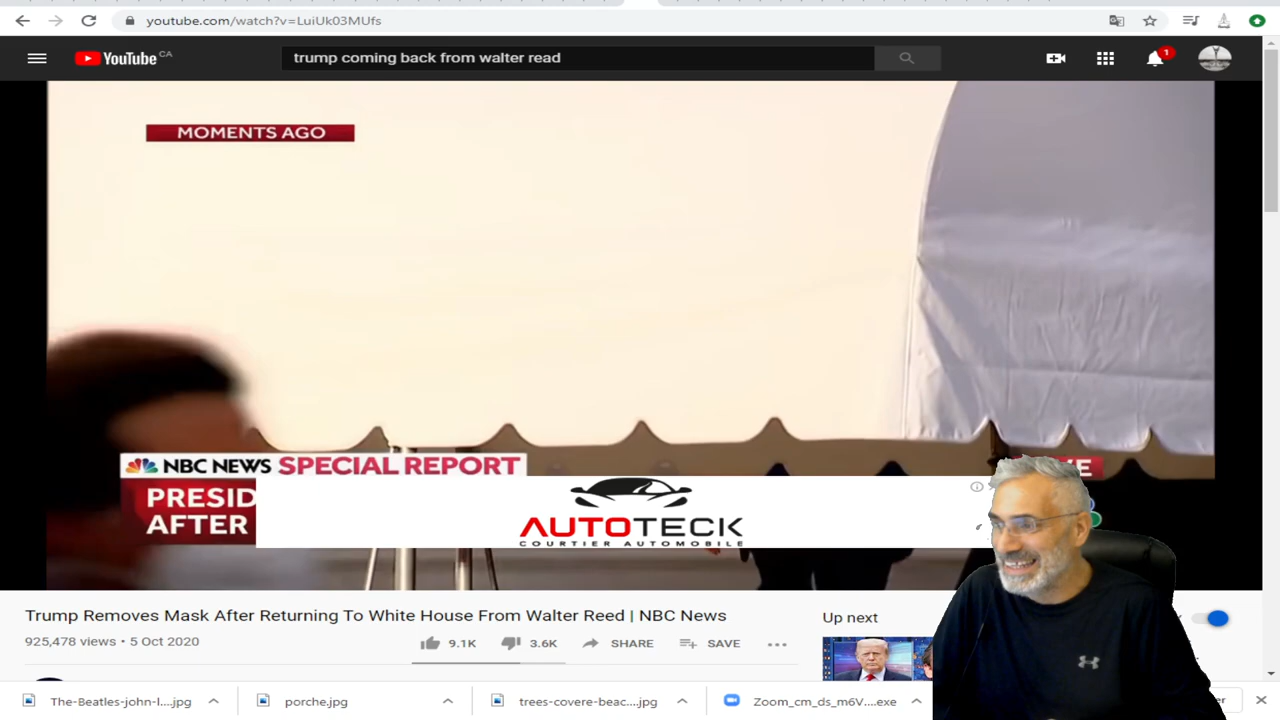 youtube.com/watch?v=LuiUk03MUfs
YouTube CA
trump coming back from walter read
1
MOMENTS AGO
NBC NEWS SPECIAL REPORT
PRESID
AFTER
AUTOTECK
COURTIER AUTOMOBILE
Trump Removes Mask After Returning To White House From Walter Reed | NBC News
925,478 views • 5 Oct 2020
9.1K
3.6K
SHARE
SAVE
Up next
The-Beatles-john-l....jpg
porche.jpg
trees-covere-beac....jpg
Zoom_cm_ds_m6V....exe